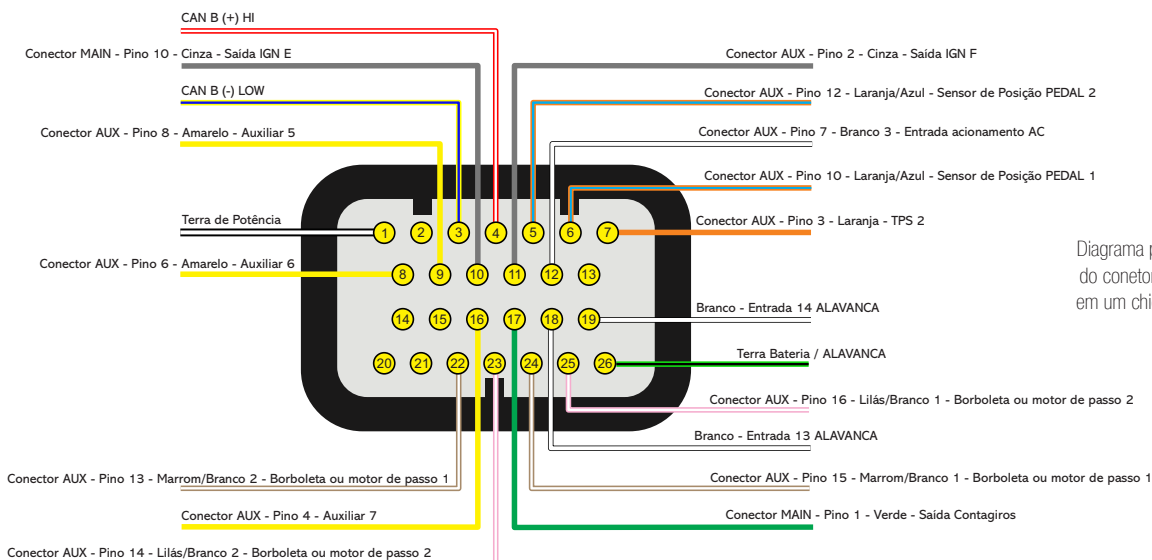 CAN B (+) HI
Conector MAIN - Pino 10 - Cinza - Saída IGN E
CAN B (-) LOW
Conector AUX - Pino 8 - Amarelo - Auxiliar 5
Terra de Potência
Conector AUX - Pino 6 - Amarelo - Auxiliar 6
Conector AUX - Pino 2 - Cinza - Saída IGN F
Conector AUX - Pino 12 - Laranja/Azul - Sensor de Posição PEDAL 2
Conector AUX - Pino 7 - Branco 3 - Entrada acionamento AC
Conector AUX - Pino 10 - Laranja/Azul - Sensor de Posição PEDAL 1
Conector AUX - Pino 3 - Laranja - TPS 2
1 2 3 4 5 6 7
8 9 10 11 12 13
14 15 16 17 18 19
20 21 22 23 24 25 26
Diagrama p
do conetor
em um chi
Branco - Entrada 14 ALAVANCA
Terra Bateria / ALAVANCA
Conector AUX - Pino 16 - Lilás/Branco 1 - Borboleta ou motor de passo 2
Branco - Entrada 13 ALAVANCA
Conector AUX - Pino 15 - Marrom/Branco 1 - Borboleta ou motor de passo 1
Conector MAIN - Pino 1 - Verde - Saída Contagiros
Conector AUX - Pino 13 - Marrom/Branco 2 - Borboleta ou motor de passo 1
Conector AUX - Pino 4 - Auxiliar 7
Conector AUX - Pino 14 - Lilás/Branco 2 - Borboleta ou motor de passo 2